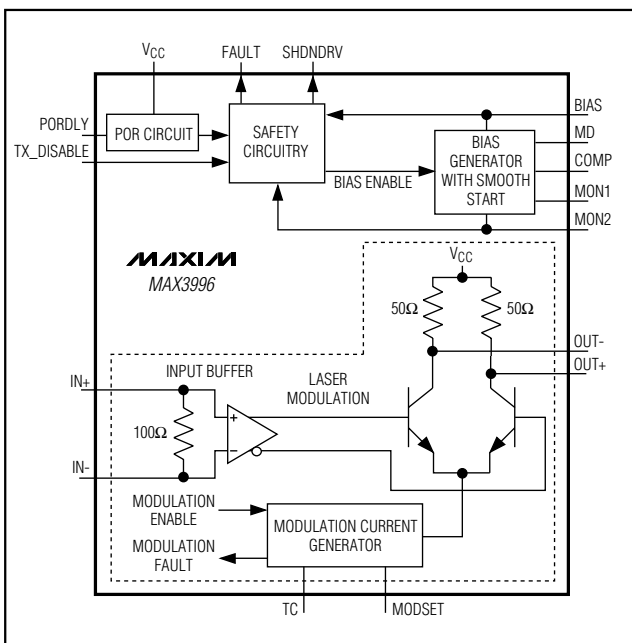 FAULT
SHDNDRV
VCC
PORDLY
POR CIRCUIT
TX_DISABLE
SAFETY
CIRCUITRY
BIAS ENABLE
BIAS
GENERATOR
WITH SMOOTH
START
BIAS
MD
COMP
MON1
MON2
MAXIM
MAX3996
VCC
50Ω
50Ω
OUT-
OUT+
IN+
INPUT BUFFER
LASER
MODULATION
100Ω
+
−
IN-
MODULATION
ENABLE
MODULATION
FAULT
MODULATION CURRENT
GENERATOR
TC
MODSET